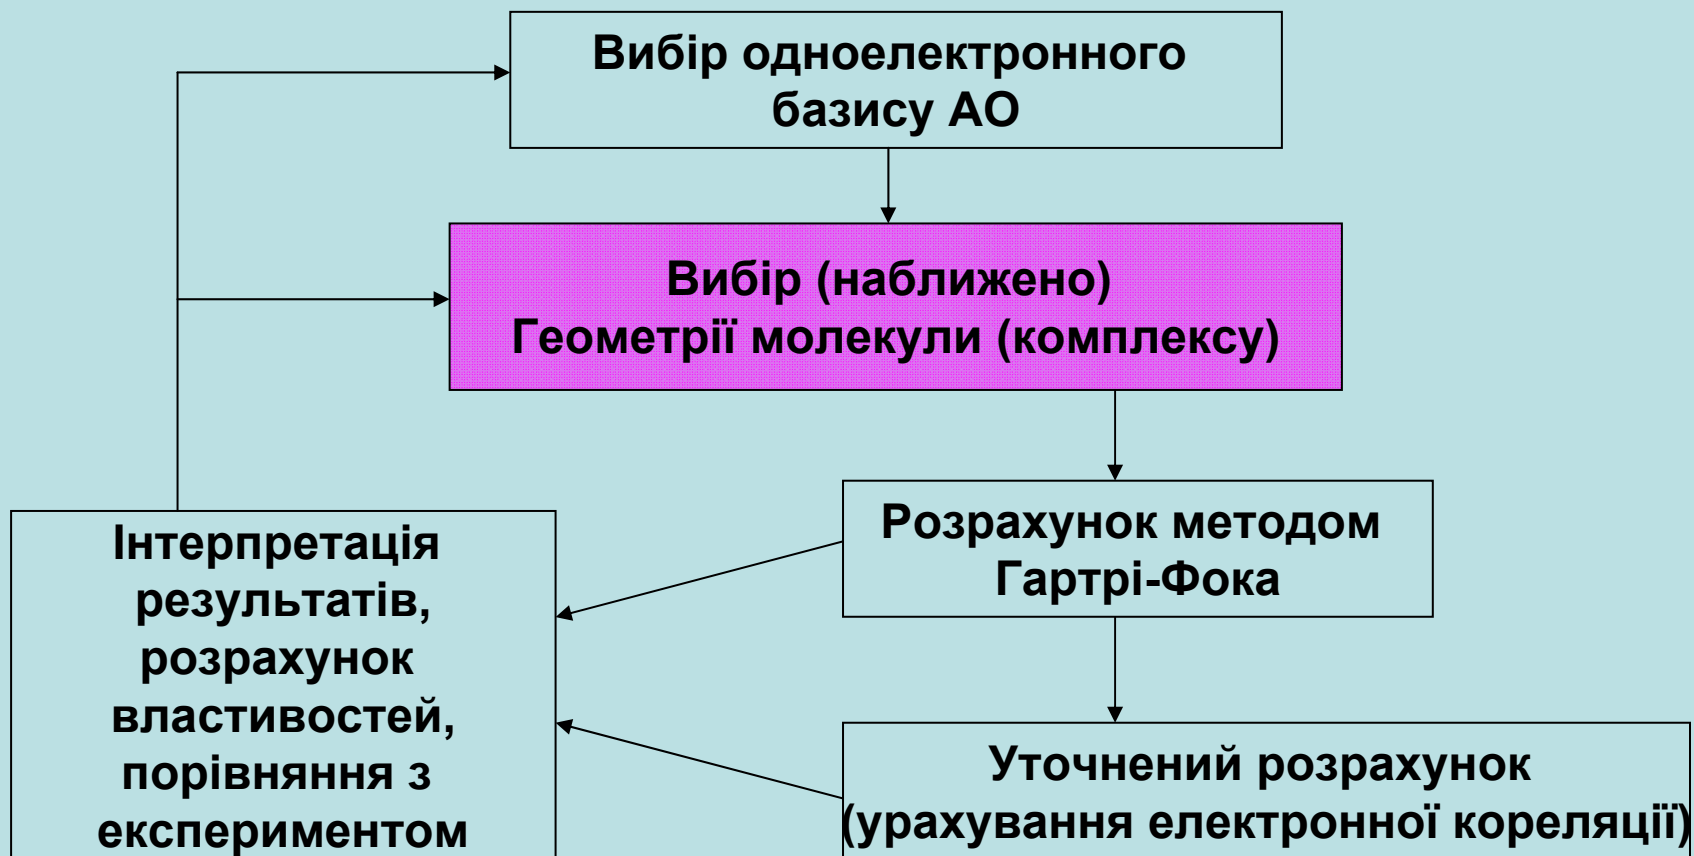 Вибір одноелектронного
базису АО
Вибір (наближено)
Геометрії молекули (комплексу)
Розрахунок методом
Гартрі-Фока
Інтерпретація
результатів,
розрахунок
властивостей,
порівняння з
експериментом
Уточнений розрахунок
(урахування електронної кореляції)